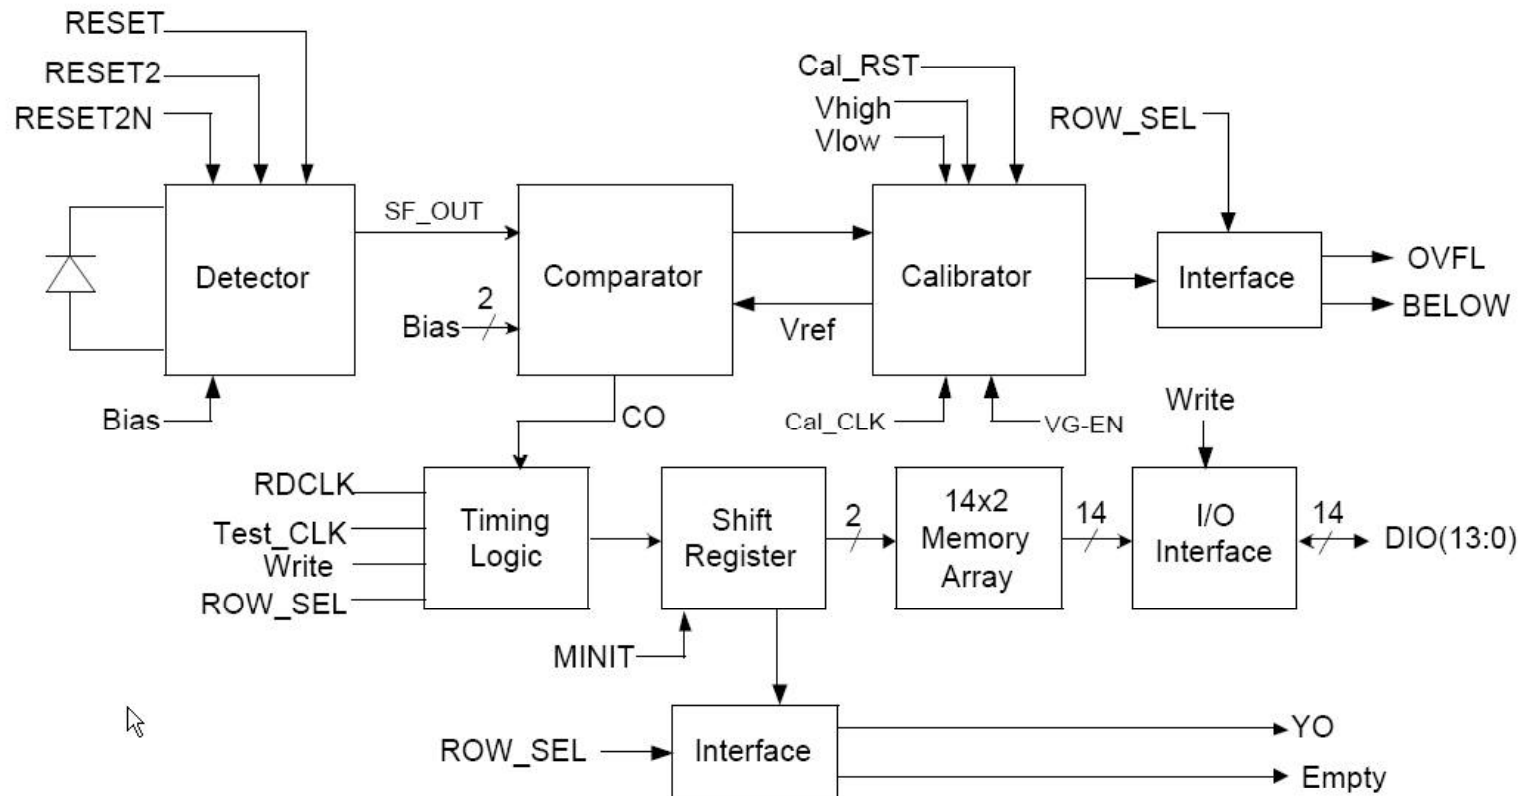 RESET
RESET2
RESET2N
Cal_RST
Vhigh
Vlow
ROW_SEL
SF_OUT
Detector
Comparator
Calibrator
Interface
OVFL
BELOW
2
Bias
Vref
Bias
CO
Cal_CLK
VG-EN
Write
RDCLK
Test_CLK
Write
ROW_SEL
Timing
Logic
Shift
Register
2
14x2
Memory
Array
14
I/O
Interface
14
DIO(13:0)
MINIT
ROW_SEL
Interface
YO
Empty